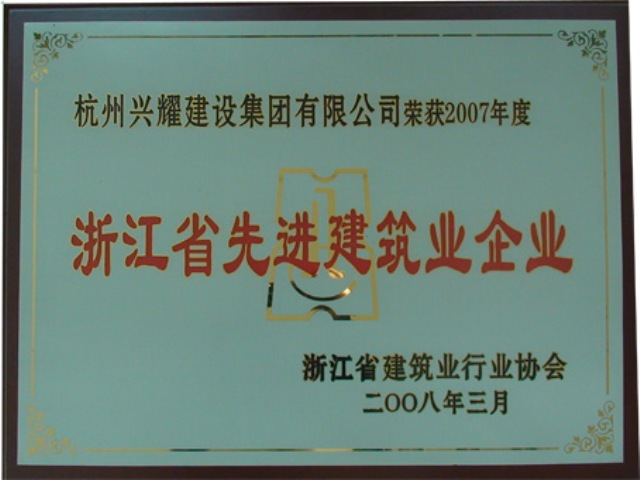 杭州兴耀建设集团有限公司荣获2007年度
浙江省先进建筑业企业
浙江省建筑业行业协会
二OO八年三月